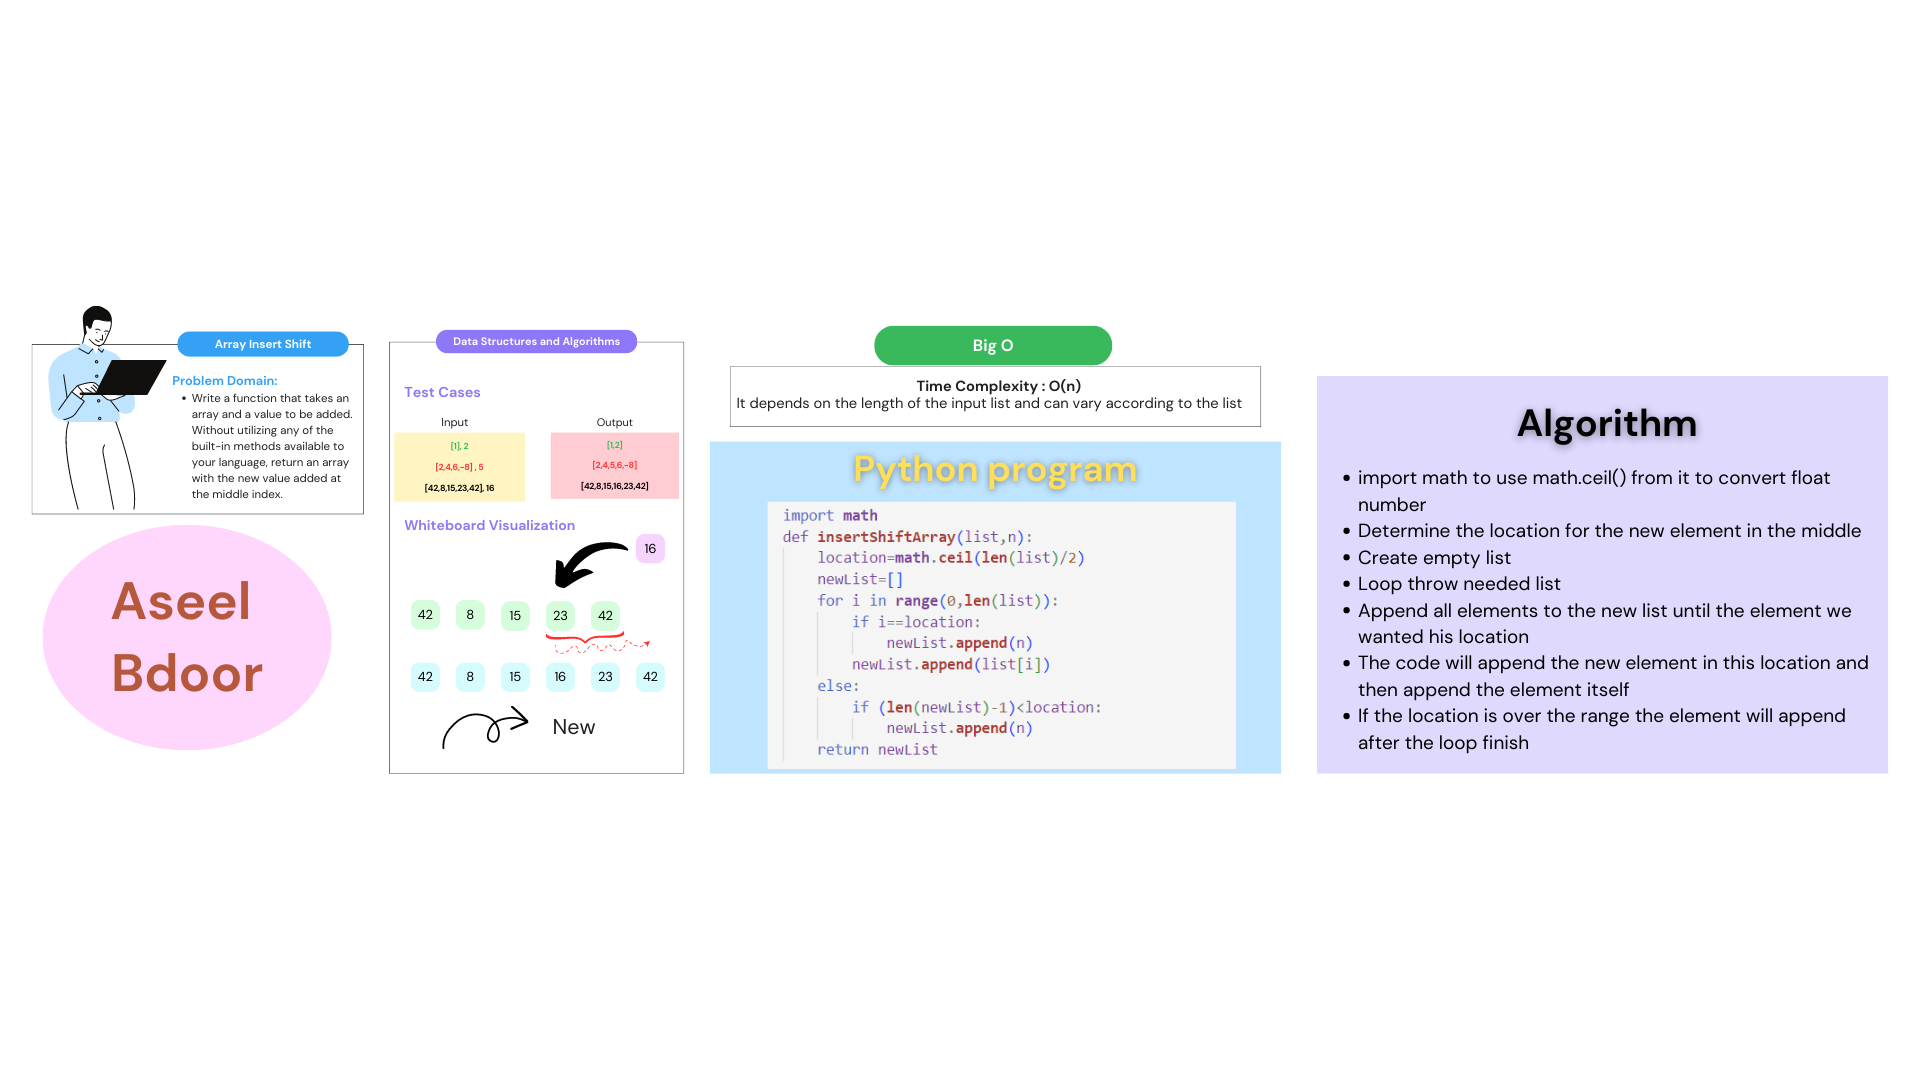 Array Insert Shift
Problem Domain:
• Write a function that takes an
array and a value to be added.
Without utilizing any of the
built-in methods available to
your language, return an array
with the new value added at
the middle index.
Aseel
Bdoor
Data Structures and Algorithms
Test Cases
Input Output
[1], 2 [1,2]
[2,4,6,-8] , 5 [2,4,5,6,-8]
[42,8,15,23,42], 16 [42,8,15,16,23,42]
Whiteboard Visualization
16
42 8 15 23 42
42 8 15 16 23 42
New
Big O
Time Complexity : O(n)
It depends on the length of the input list and can vary according to the list
Python program
import math
def insertShiftArray(list,n):
    location=math.ceil(len(list)/2)
    newList=[]
    for i in range(0,len(list)):
        if i==location:
            newList.append(n)
        newList.append(list[i])
    else:
        if (len(newList)-1)<location:
            newList.append(n)
    return newList
Algorithm
• import math to use math.ceil() from it to convert float
number
• Determine the location for the new element in the middle
• Create empty list
• Loop throw needed list
• Append all elements to the new list until the element we
wanted his location
• The code will append the new element in this location and
then append the element itself
• If the location is over the range the element will append
after the loop finish